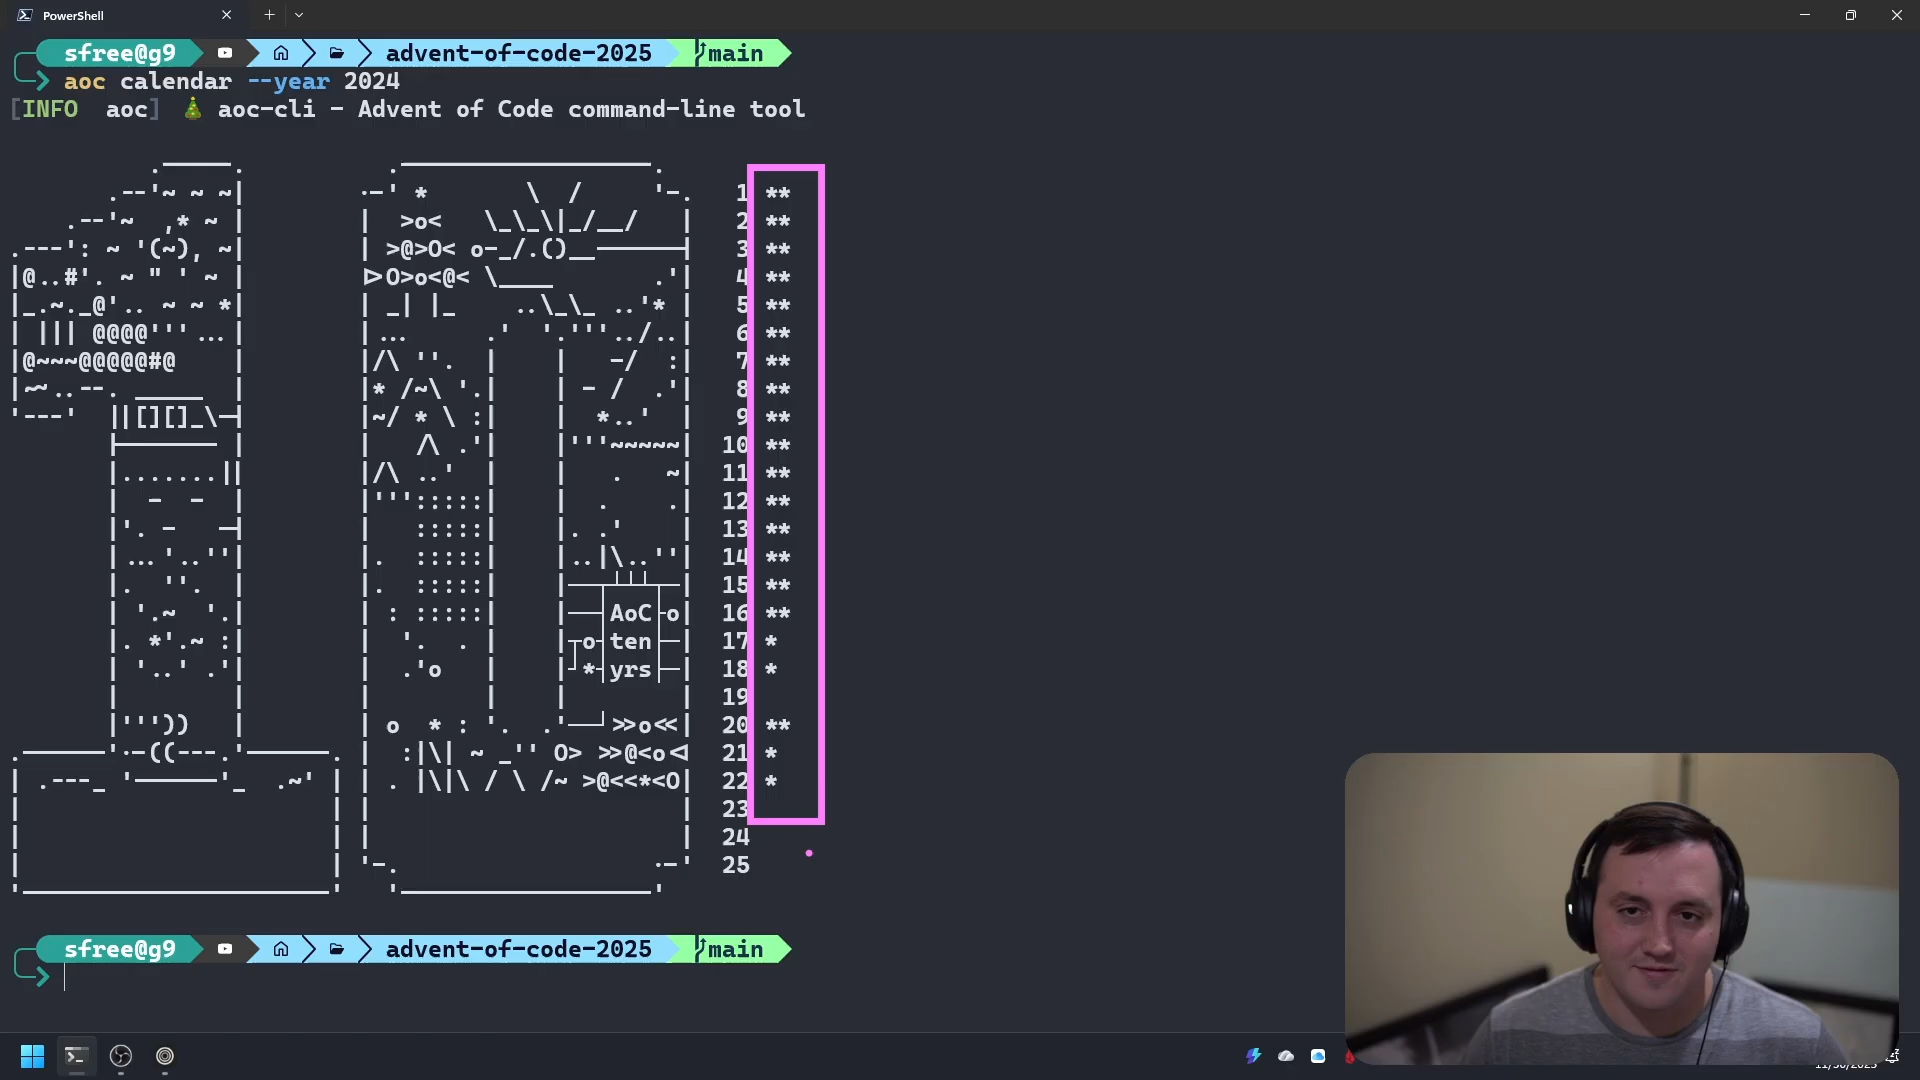 PowerShell
sfree@g9 advent-of-code-2025 main
aoc calendar --year 2024
[INFO  aoc] 🎄 aoc-cli - Advent of Code command-line tool
1 **
2 **
3 **
4 **
5 **
6 **
7 **
8 **
9 **
10 **
11 **
12 **
13 **
14 **
15 **
AoC 16 **
ten 17 *
yrs 18 *
19
20 **
21 *
22 *
23
24
25
sfree@g9 advent-of-code-2025 main